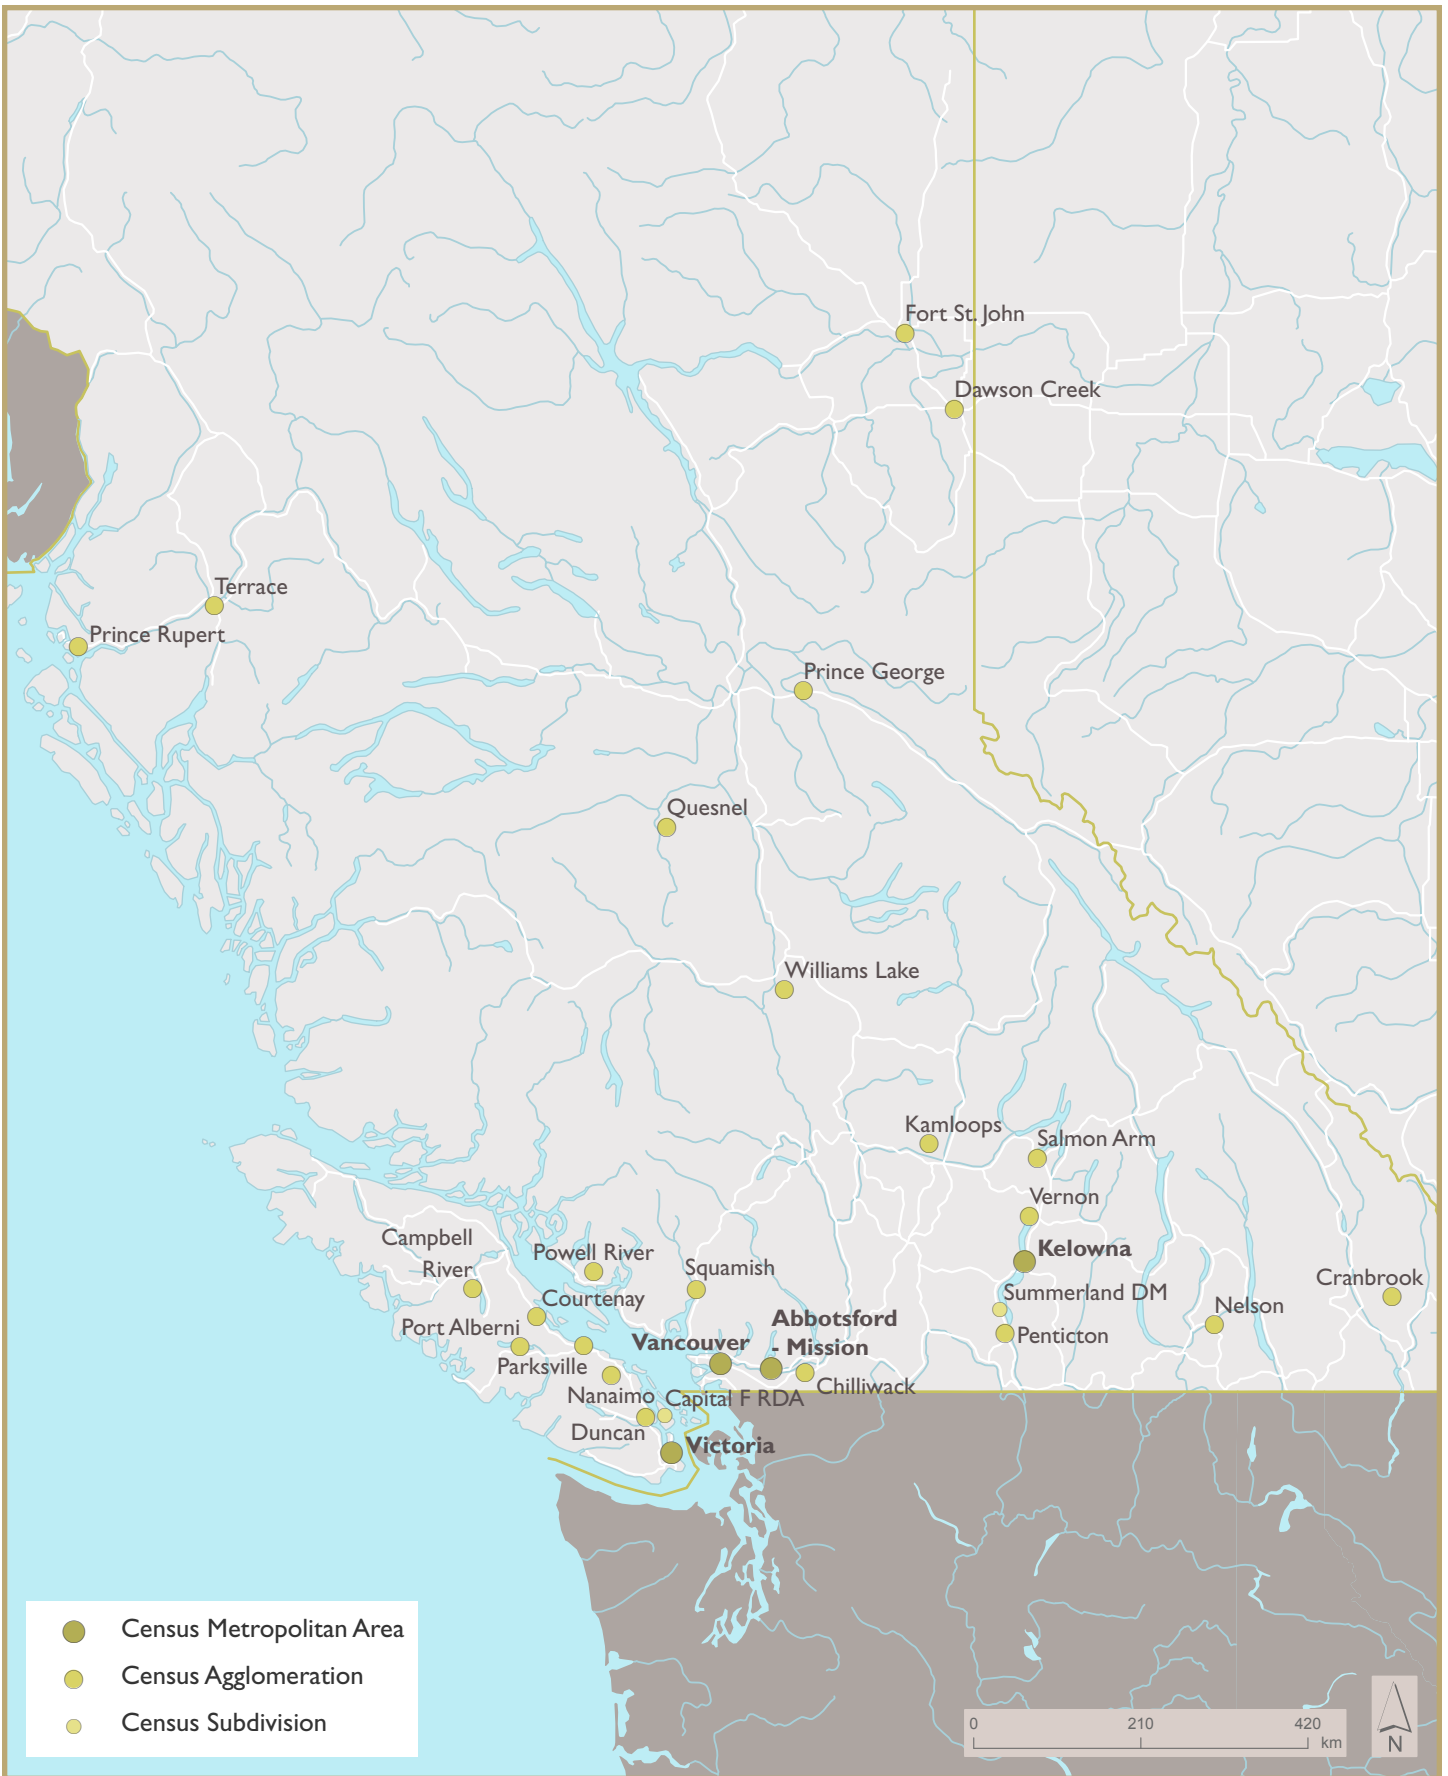 Fort St. John
Dawson Creek
Terrace
Prince Rupert
Prince George
Quesnel
Williams Lake
Kamloops
Salmon Arm
Vernon
Campbell
River
Powell River
Squamish
Kelowna
Cranbrook
Courtenay
Summerland DM
Nelson
Port Alberni
Abbotsford
- Mission
Vancouver
Penticton
Parksville
Chilliwack
Nanaimo
Capital F RDA
Duncan
Victoria
Census Metropolitan Area
Census Agglomeration
Census Subdivision
0 210 420
km
N